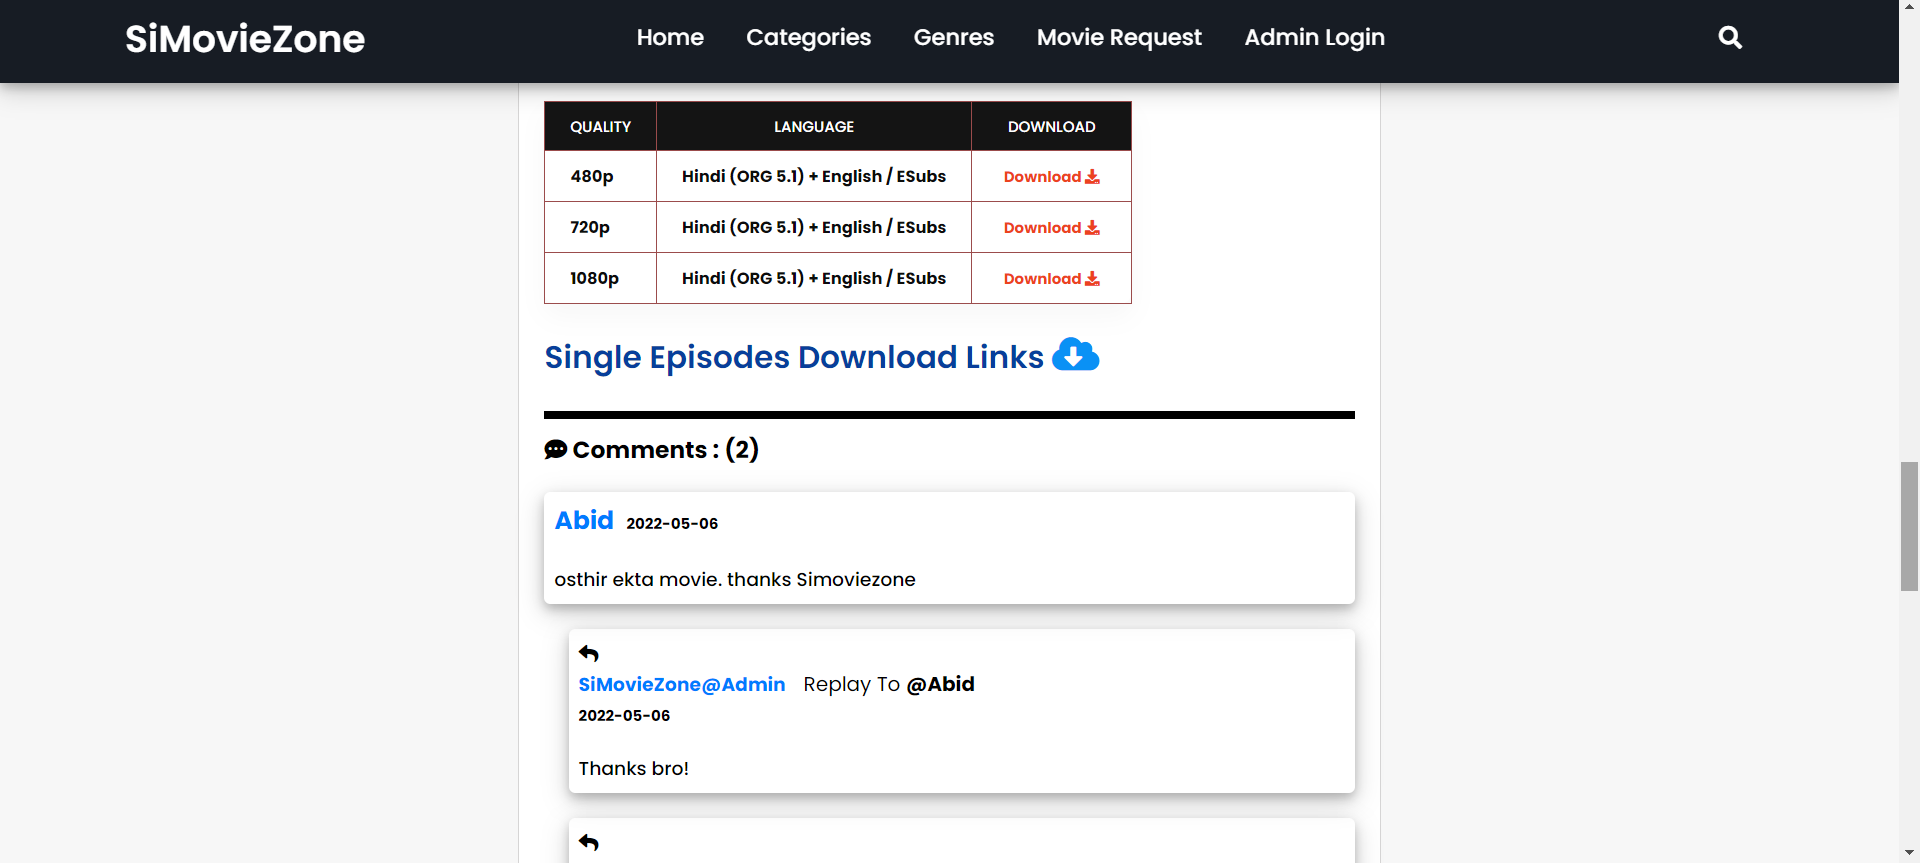 SiMovieZone Home Categories Genres Movie Request Admin Login
QUALITY LANGUAGE DOWNLOAD
480p Hindi (ORG 5.1) + English / ESubs Download
720p Hindi (ORG 5.1) + English / ESubs Download
1080p Hindi (ORG 5.1) + English / ESubs Download
Single Episodes Download Links
Comments : (2)
Abid 2022-05-06
osthir ekta movie. thanks Simoviezone
SiMovieZone@Admin Replay To @Abid
2022-05-06
Thanks bro!